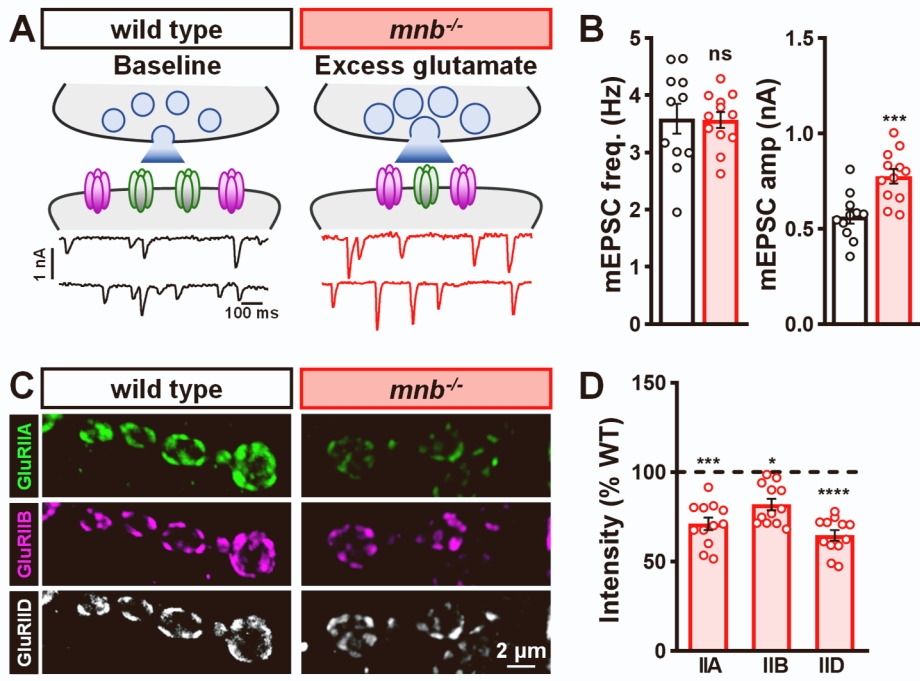 A
wild type
mnb-/-
Baseline
Excess glutamate
1 nA
100 ms
B
mEPSC freq. (Hz)
5
4
3
2
1
0
ns
mEPSC amp (nA)
1.5
1.0
0.5
0.0
***
C
wild type
mnb-/-
GluRIIA
GluRIIB
GluRIID
2 µm
D
Intensity (% WT)
150
100
50
0
***
*
****
IIA
IIB
IID